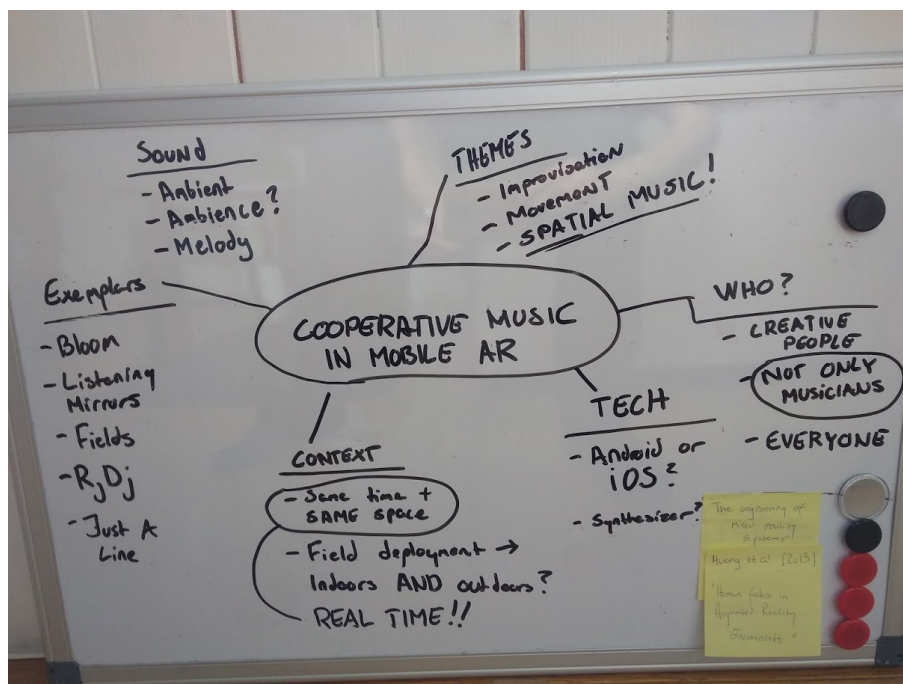 SOUND
- Ambient
- Ambience?
- Melody
THEMES
- Improvisation
- Movement
- SPATIAL MUSIC!
Exemplars
- Bloom
- Listening
Mirrors
- Fields
- RjDj
- Just A
Line
COOPERATIVE MUSIC
IN MOBILE AR
WHO?
- CREATIVE
PEOPLE
- NOT ONLY
MUSICIANS
- EVERYONE
TECH
- Android or
iOS?
- Synthesizer?
CONTEXT
- Same time +
SAME space
- Field deployment →
Indoors AND outdoors?
REAL TIME!!
The engineering of
Mixed reality
Systems
Huang et al. (2013)
"Human factors in
Augmented Reality
Environments"